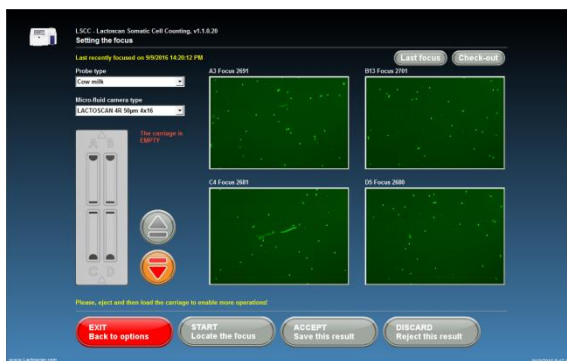 LSCC - Lactoscan Somatic Cell Counting, v1.1.0.20
Setting the focus
Last recently focused on 9/9/2016 14:20:12 PM
Last focus
Check-out
Probe type
Cow milk
Micro-fluid camera type
LACTOSCAN 4R 50µm 4x16
The carriage is
EMPTY
A B
C D
A3 Focus 2691
B13 Focus 2701
C4 Focus 2681
D5 Focus 2680
Please, eject and then load the carriage to enable more operations!
EXIT
Back to options
START
Locate the focus
ACCEPT
Save this result
DISCARD
Reject this result
www.lactoscan.com